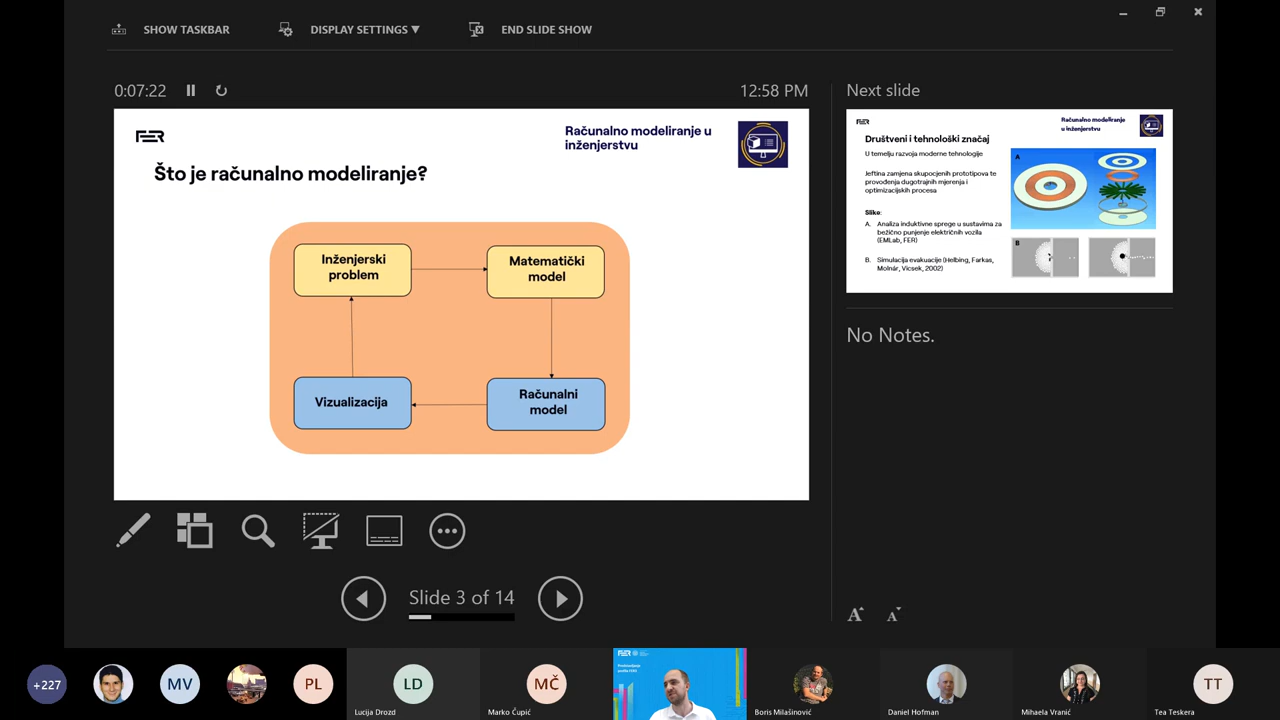 SHOW TASKBAR
DISPLAY SETTINGS ▼
END SLIDE SHOW
0:07:22
12:58 PM
Next slide
FER
Računalno modeliranje u
inženjerstvu
Što je računalno modeliranje?
Inženjerski
problem
Matematički
model
Vizualizacija
Računalni
model
FER
Računalno modeliranje
u inženjerstvu
Društveni i tehnološki značaj
U temelju razvoja moderne tehnologije
Jeftina zamjena skupocjenih prototipova te
provođenja dugotrajnih mjerenja i
optimizacijskih procesa
Slike:
A. Analiza induktivne sprege u sustavima za
bežično punjenje električnih vozila
(EMLab, FER)
B. Simulacija evakuacije (Helbing, Farkas,
Molnár, Vicsek, 2002)
A
B
No Notes.
Slide 3 of 14
A A
+227
MV
PL
LD
Lucija Drozd
MČ
Marko Čupić
FER
Boris Milašinović
Daniel Hofman
Mihaela Vranić
TT
Tea Teskera